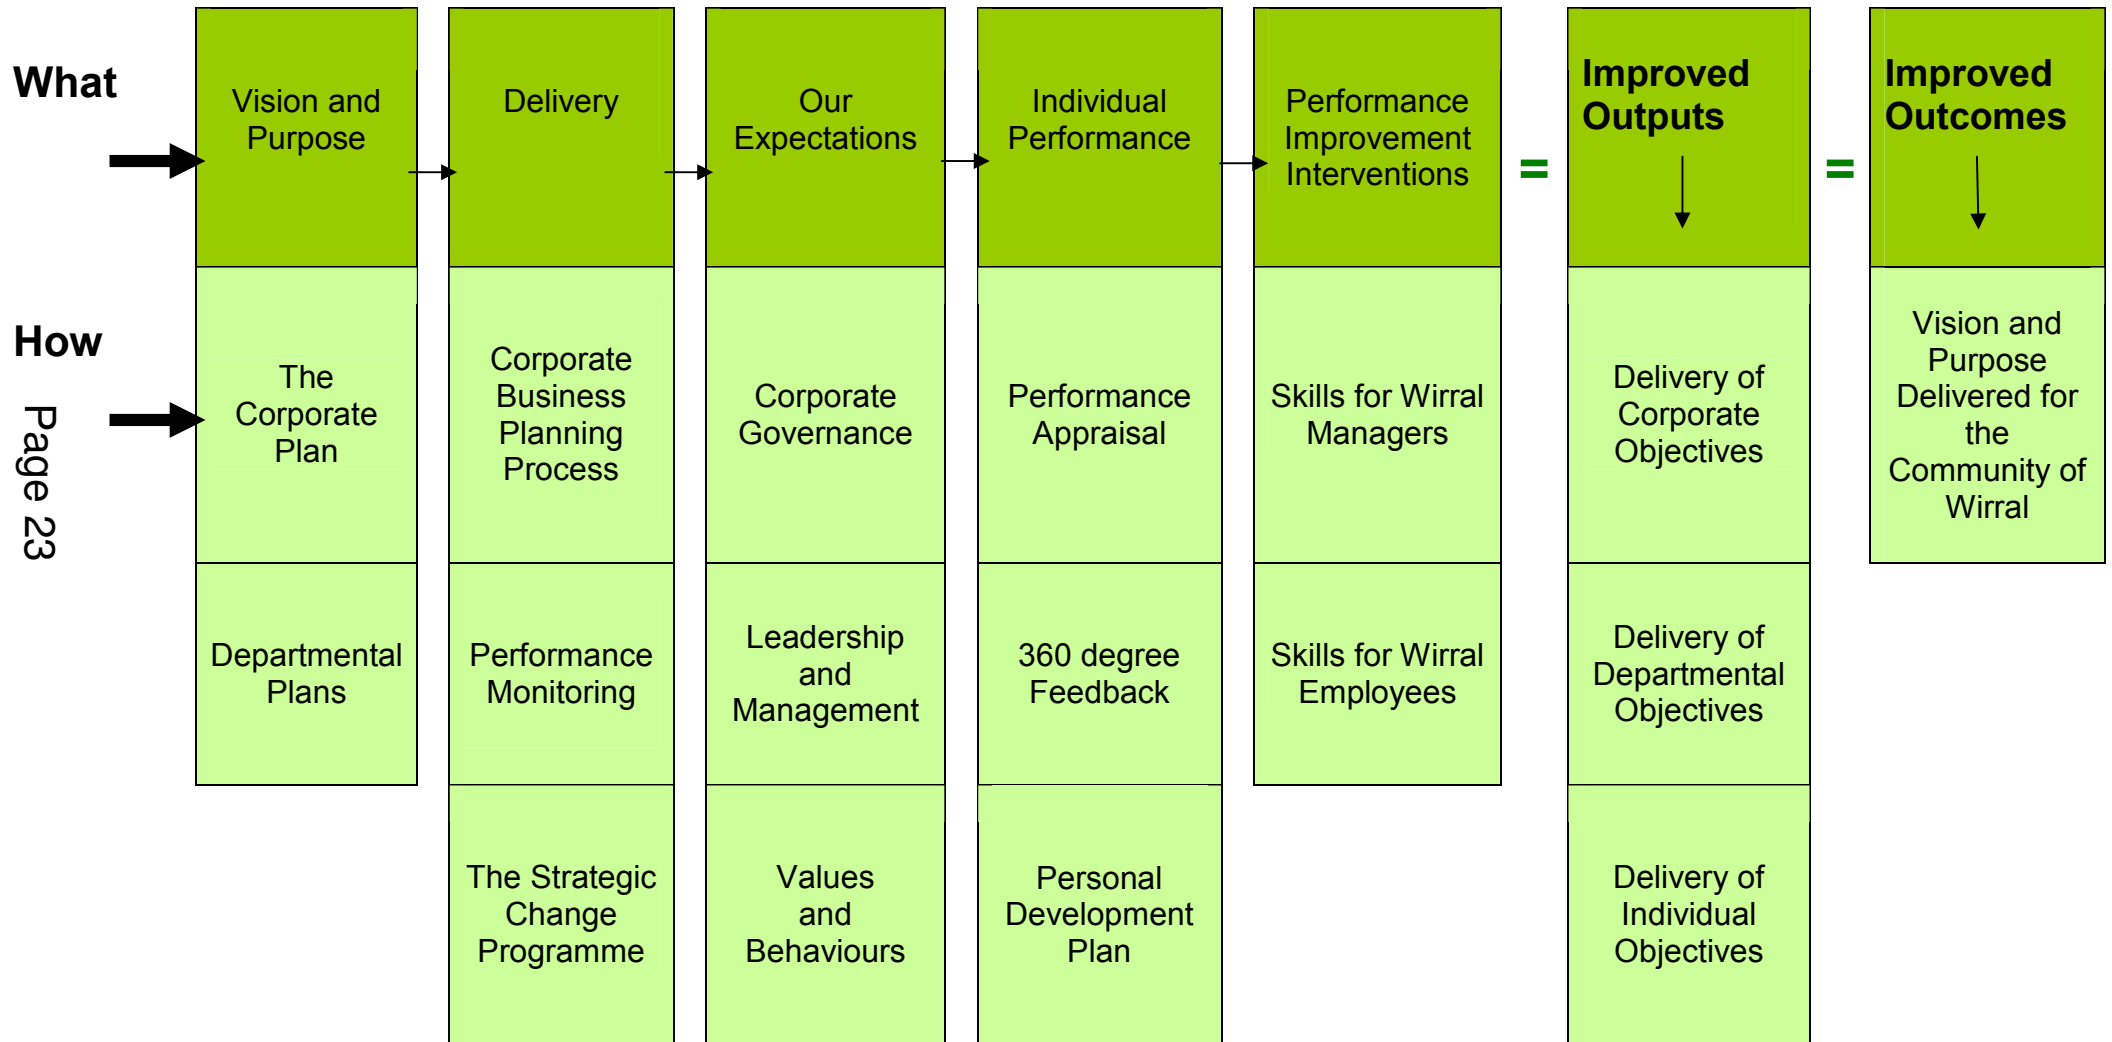 What
Vision and
Purpose
Delivery
Our
Expectations
Individual
Performance
Performance
Improvement
Interventions
=
Improved
Outputs
=
Improved
Outcomes
How
The
Corporate
Plan
Corporate
Business
Planning
Process
Corporate
Governance
Performance
Appraisal
Skills for Wirral
Managers
Delivery of
Corporate
Objectives
Vision and
Purpose
Delivered for
the
Community of
Wirral
Departmental
Plans
Performance
Monitoring
Leadership
and
Management
360 degree
Feedback
Skills for Wirral
Employees
Delivery of
Departmental
Objectives
The Strategic
Change
Programme
Values
and
Behaviours
Personal
Development
Plan
Delivery of
Individual
Objectives
Page 23